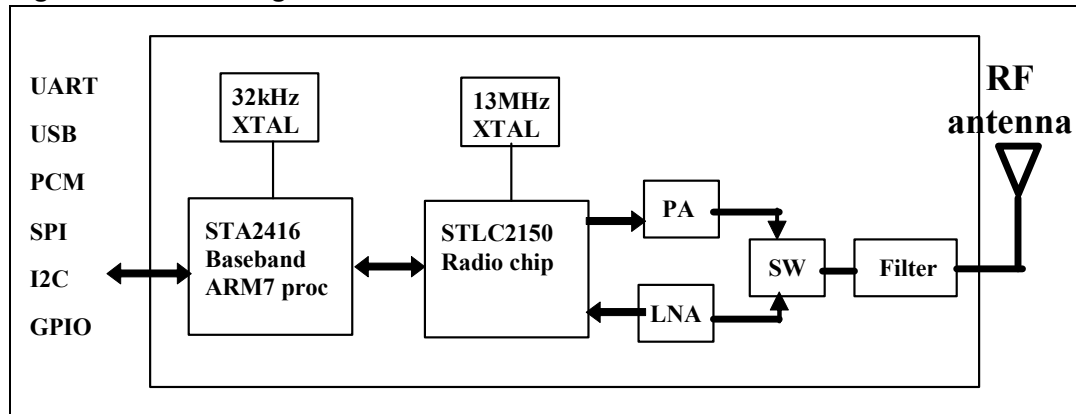 UART
USB
PCM
SPI
I2C
GPIO
32kHz
XTAL
13MHz
XTAL
STA2416
Baseband
ARM7 proc
STLC2150
Radio chip
PA
LNA
SW
Filter
RF
antenna